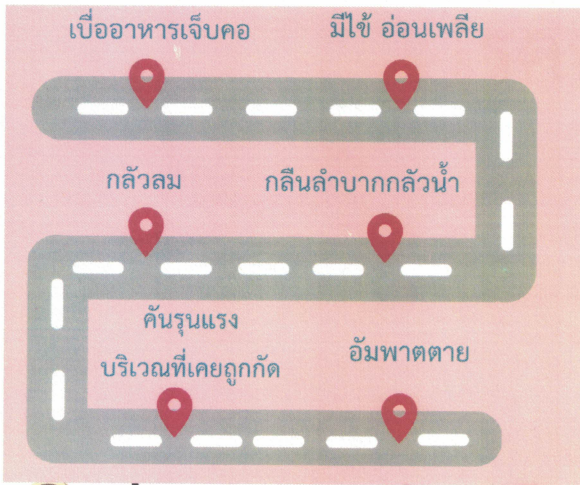 เบื่ออาหารเจ็บคอ
มีไข้ อ่อนเพลีย
กลัวลม
กลืนลำบากกลัวน้ำ
คันรุนแรง
บริเวณที่เคยถูกกัด
อัมพาตตาย